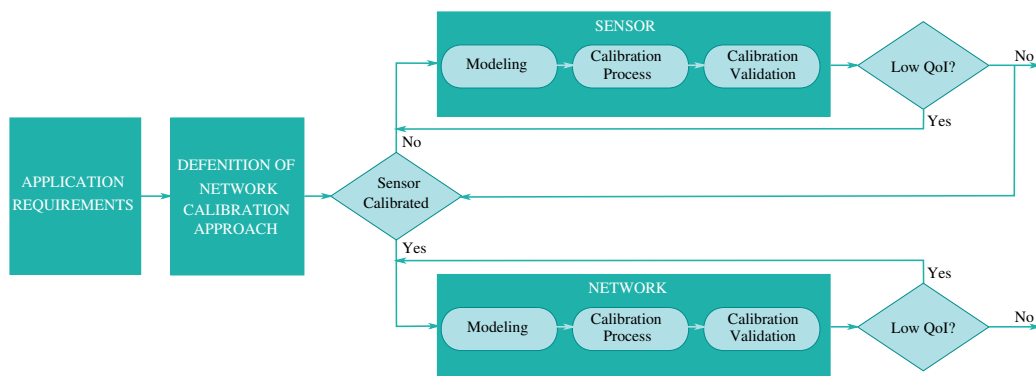 APPLICATION
REQUIREMENTS
DEFENITION OF
NETWORK
CALIBRATION
APPROACH
Sensor
Calibrated
No
Yes
SENSOR
Modeling
Calibration
Process
Calibration
Validation
Low QoI?
No
Yes
NETWORK
Modeling
Calibration
Process
Calibration
Validation
Low QoI?
Yes
No